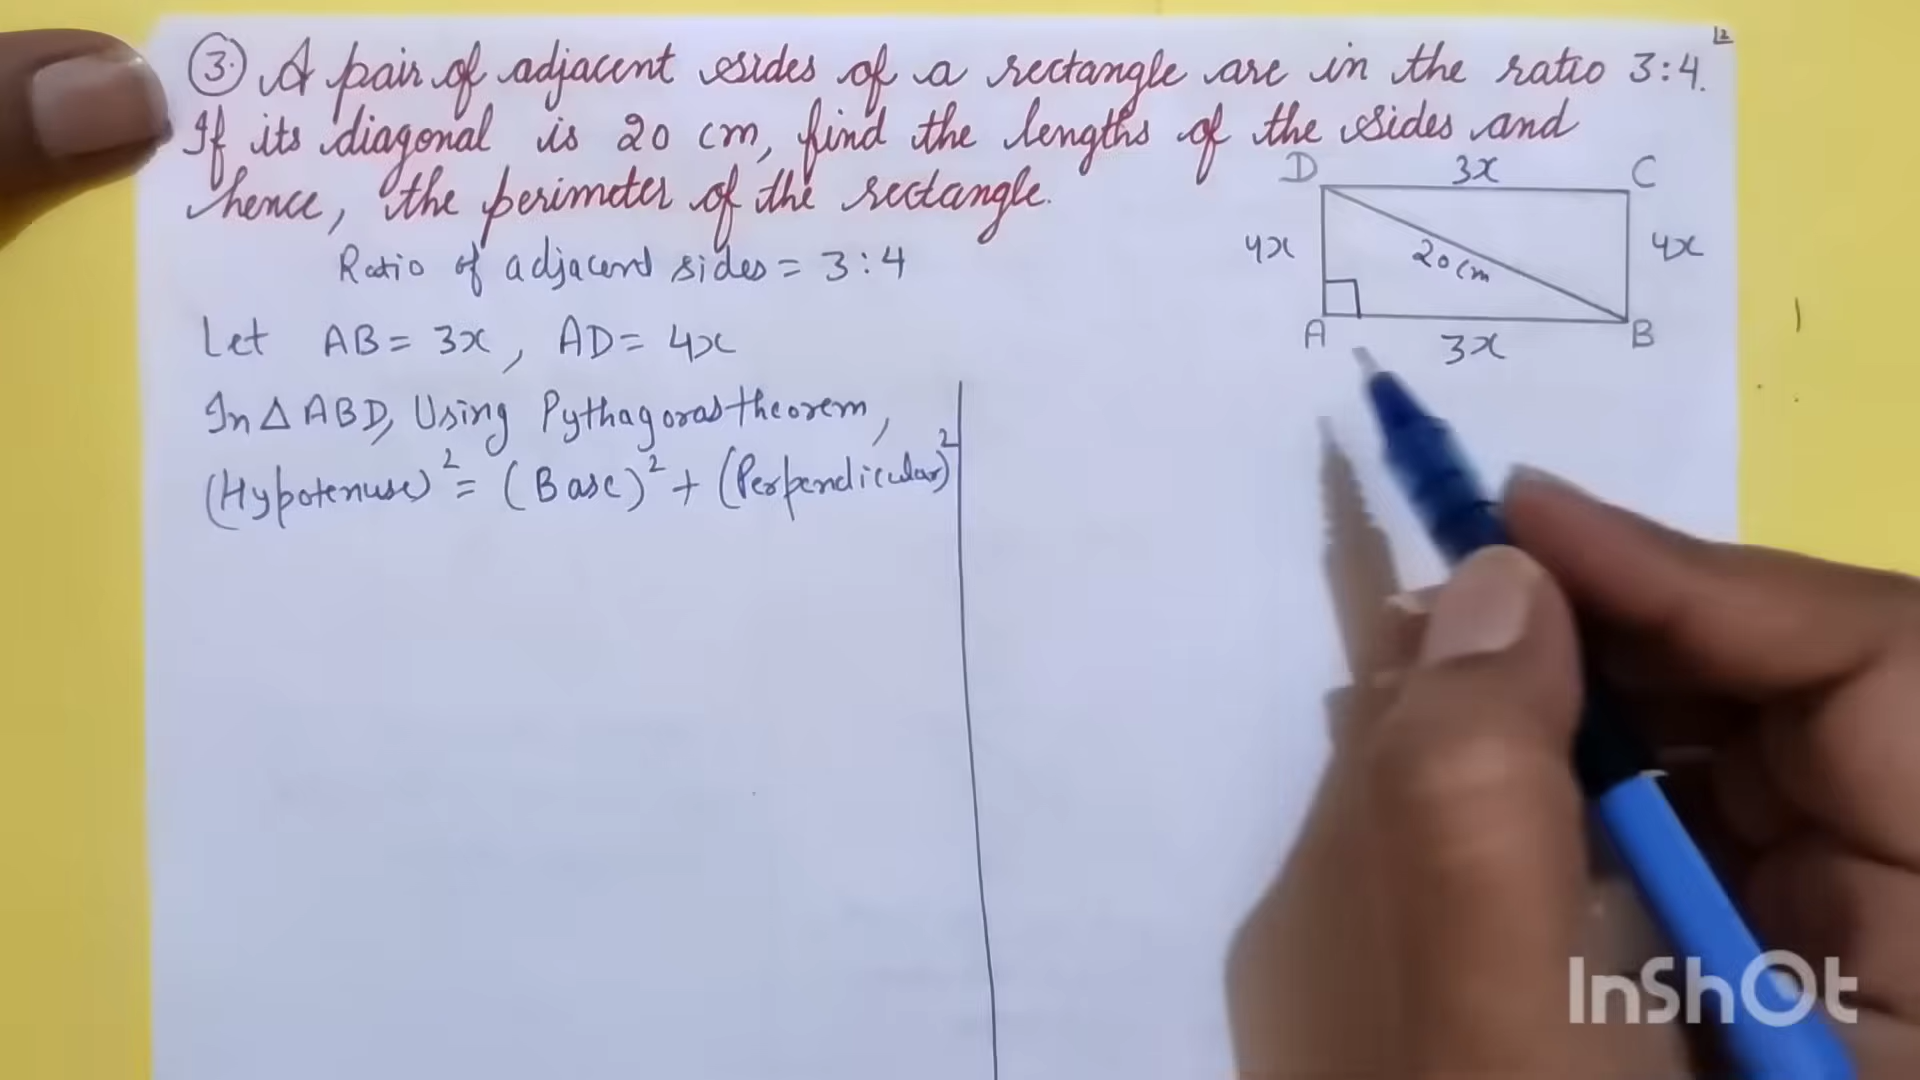 ③. A pair of adjacent sides of a rectangle are in the ratio 3:4.
If its diagonal is 20 cm, find the lengths of the sides and
hence, the perimeter of the rectangle.
Ratio of adjacent sides = 3:4
Let AB = 3x, AD = 4x
In △ ABD, Using Pythagoras theorem,
(Hypotenuse)² = (Base)² + (Perpendicular)²
D 3x C
4x 20 cm 4x
A 3x B
InShOt